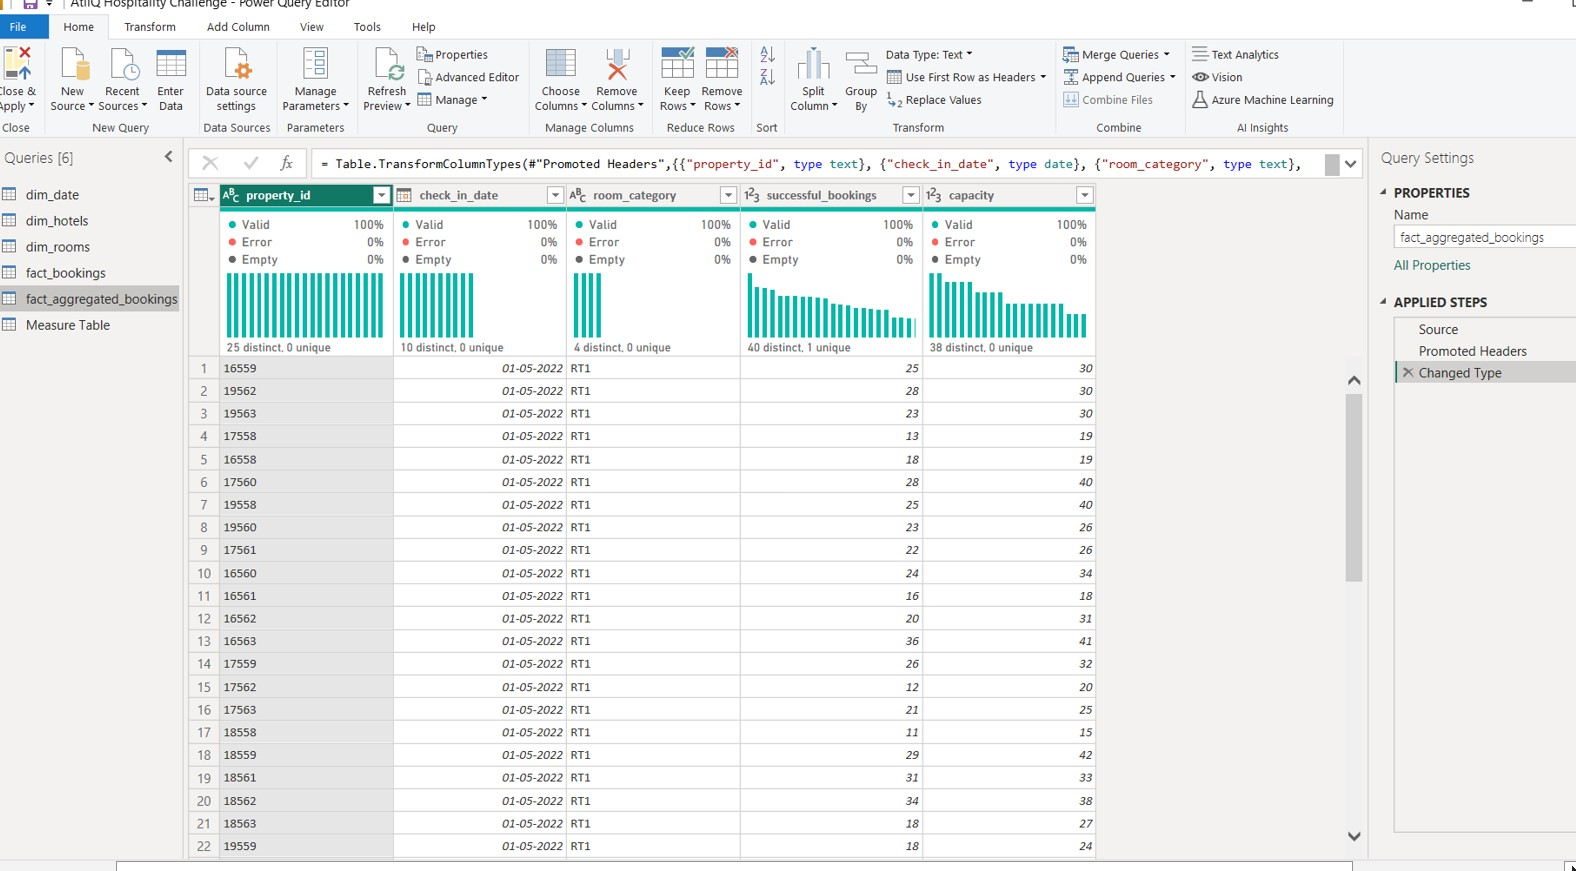 AtliQ Hospitality Challenge - Power Query Editor
File Home Transform Add Column View Tools Help
Close & Apply
New Source
Recent Sources
Enter Data
Data source settings
Manage Parameters
Refresh Preview
Properties
Advanced Editor
Manage
Choose Columns
Remove Columns
Keep Rows
Remove Rows
Split Column
Group By
Data Type: Text
Use First Row as Headers
Replace Values
Merge Queries
Append Queries
Combine Files
Text Analytics
Vision
Azure Machine Learning
Close New Query Data Sources Parameters Query Manage Columns Reduce Rows Sort Transform Combine AI Insights
Queries [6]
dim_date
dim_hotels
dim_rooms
fact_bookings
fact_aggregated_bookings
Measure Table
fx = Table.TransformColumnTypes(#"Promoted Headers",{{"property_id", type text}, {"check_in_date", type date}, {"room_category", type text},
ABC property_id check_in_date ABC room_category 123 successful_bookings 123 capacity
Valid 100% Valid 100% Valid 100% Valid 100% Valid 100%
Error 0% Error 0% Error 0% Error 0% Error 0%
Empty 0% Empty 0% Empty 0% Empty 0% Empty 0%
25 distinct, 0 unique 10 distinct, 0 unique 4 distinct, 0 unique 40 distinct, 1 unique 38 distinct, 0 unique
1 16559 01-05-2022 RT1 25 30
2 19562 01-05-2022 RT1 28 30
3 19563 01-05-2022 RT1 23 30
4 17558 01-05-2022 RT1 13 19
5 16558 01-05-2022 RT1 18 19
6 17560 01-05-2022 RT1 28 40
7 19558 01-05-2022 RT1 25 40
8 19560 01-05-2022 RT1 23 26
9 17561 01-05-2022 RT1 22 26
10 16560 01-05-2022 RT1 24 34
11 16561 01-05-2022 RT1 16 18
12 16562 01-05-2022 RT1 20 31
13 16563 01-05-2022 RT1 36 41
14 17559 01-05-2022 RT1 26 32
15 17562 01-05-2022 RT1 12 20
16 17563 01-05-2022 RT1 21 25
17 18558 01-05-2022 RT1 11 15
18 18559 01-05-2022 RT1 29 42
19 18561 01-05-2022 RT1 31 33
20 18562 01-05-2022 RT1 34 38
21 18563 01-05-2022 RT1 18 27
22 19559 01-05-2022 RT1 18 24
Query Settings
PROPERTIES
Name
fact_aggregated_bookings
All Properties
APPLIED STEPS
Source
Promoted Headers
Changed Type